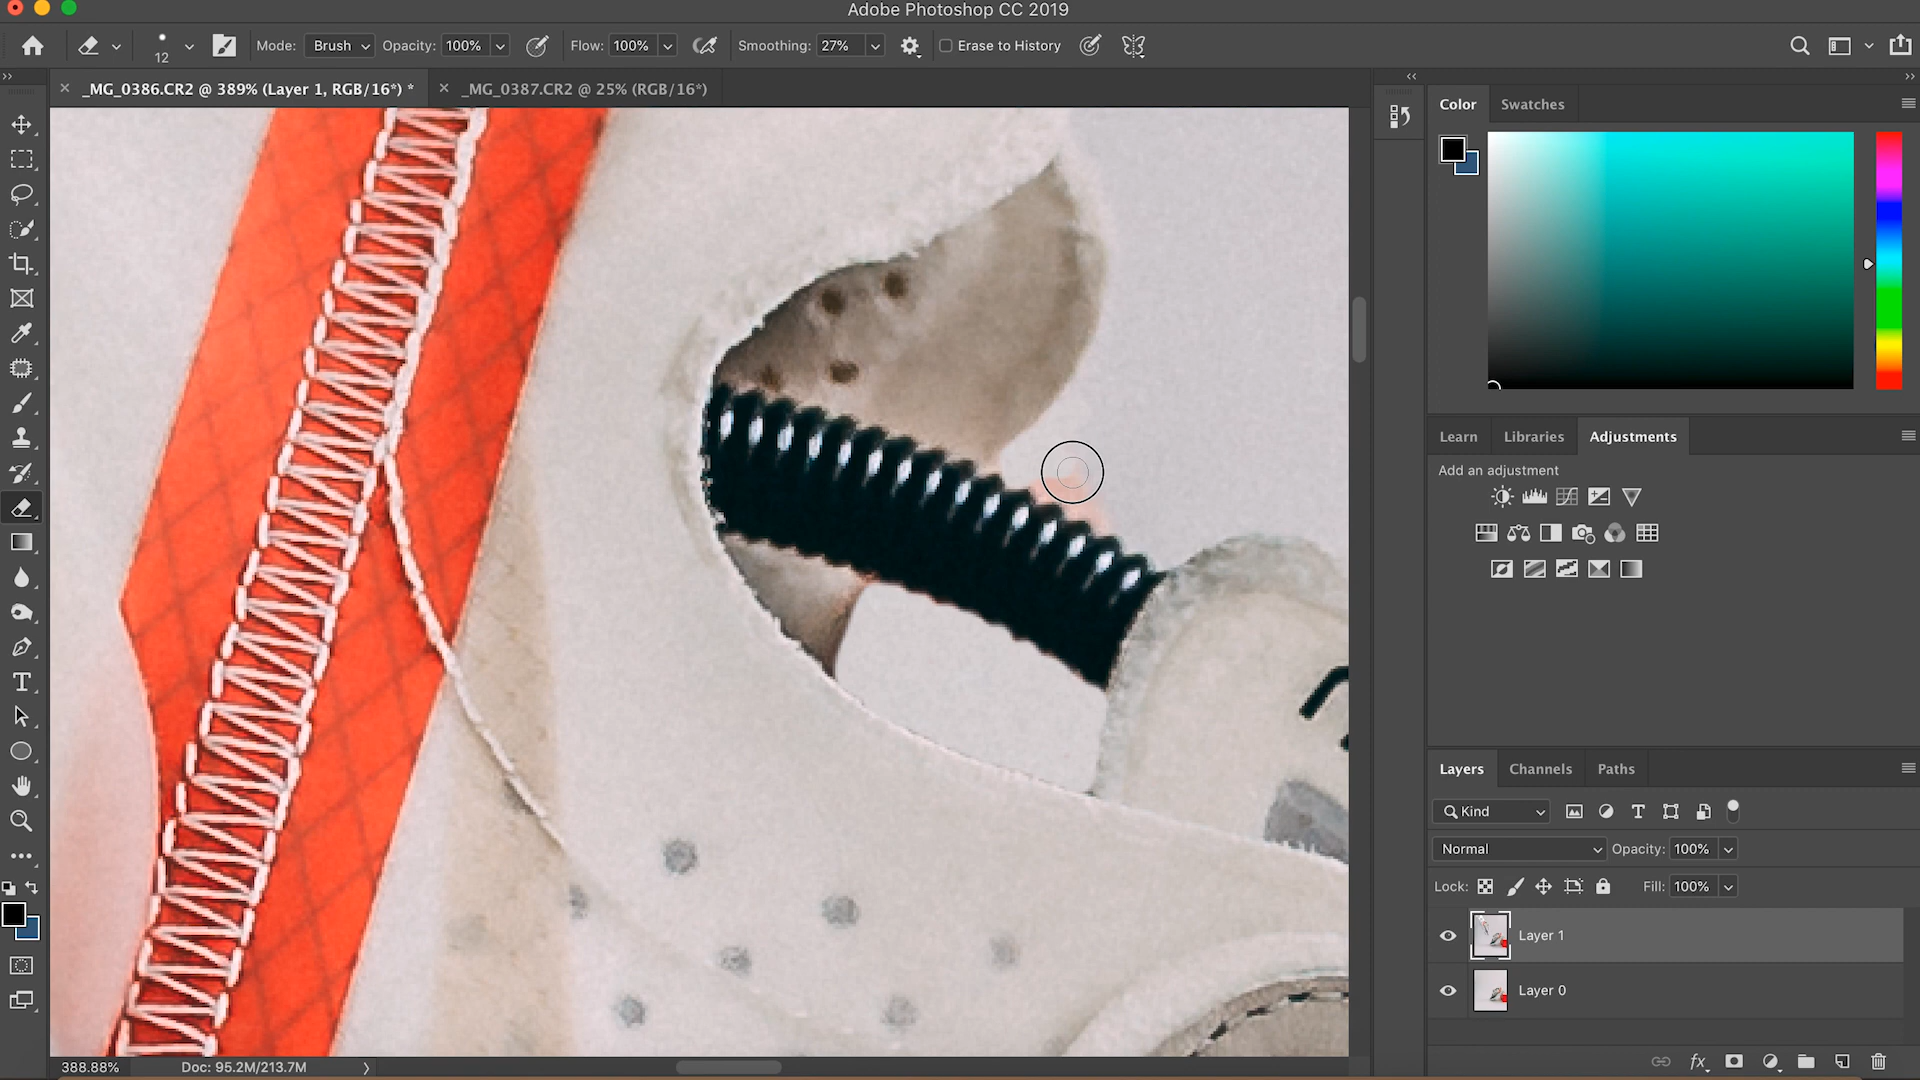 Adobe Photoshop CC 2019
12
Mode: Brush Opacity: 100% Flow: 100% Smoothing: 27% Erase to History
_MG_0386.CR2 @ 389% (Layer 1, RGB/16*) *
_MG_0387.CR2 @ 25% (RGB/16*)
Color Swatches
Learn Libraries Adjustments
Add an adjustment
Layers Channels Paths
Kind
Normal Opacity: 100%
Lock: Fill: 100%
Layer 1
Layer 0
fx
388.88% Doc: 95.2M/213.7M